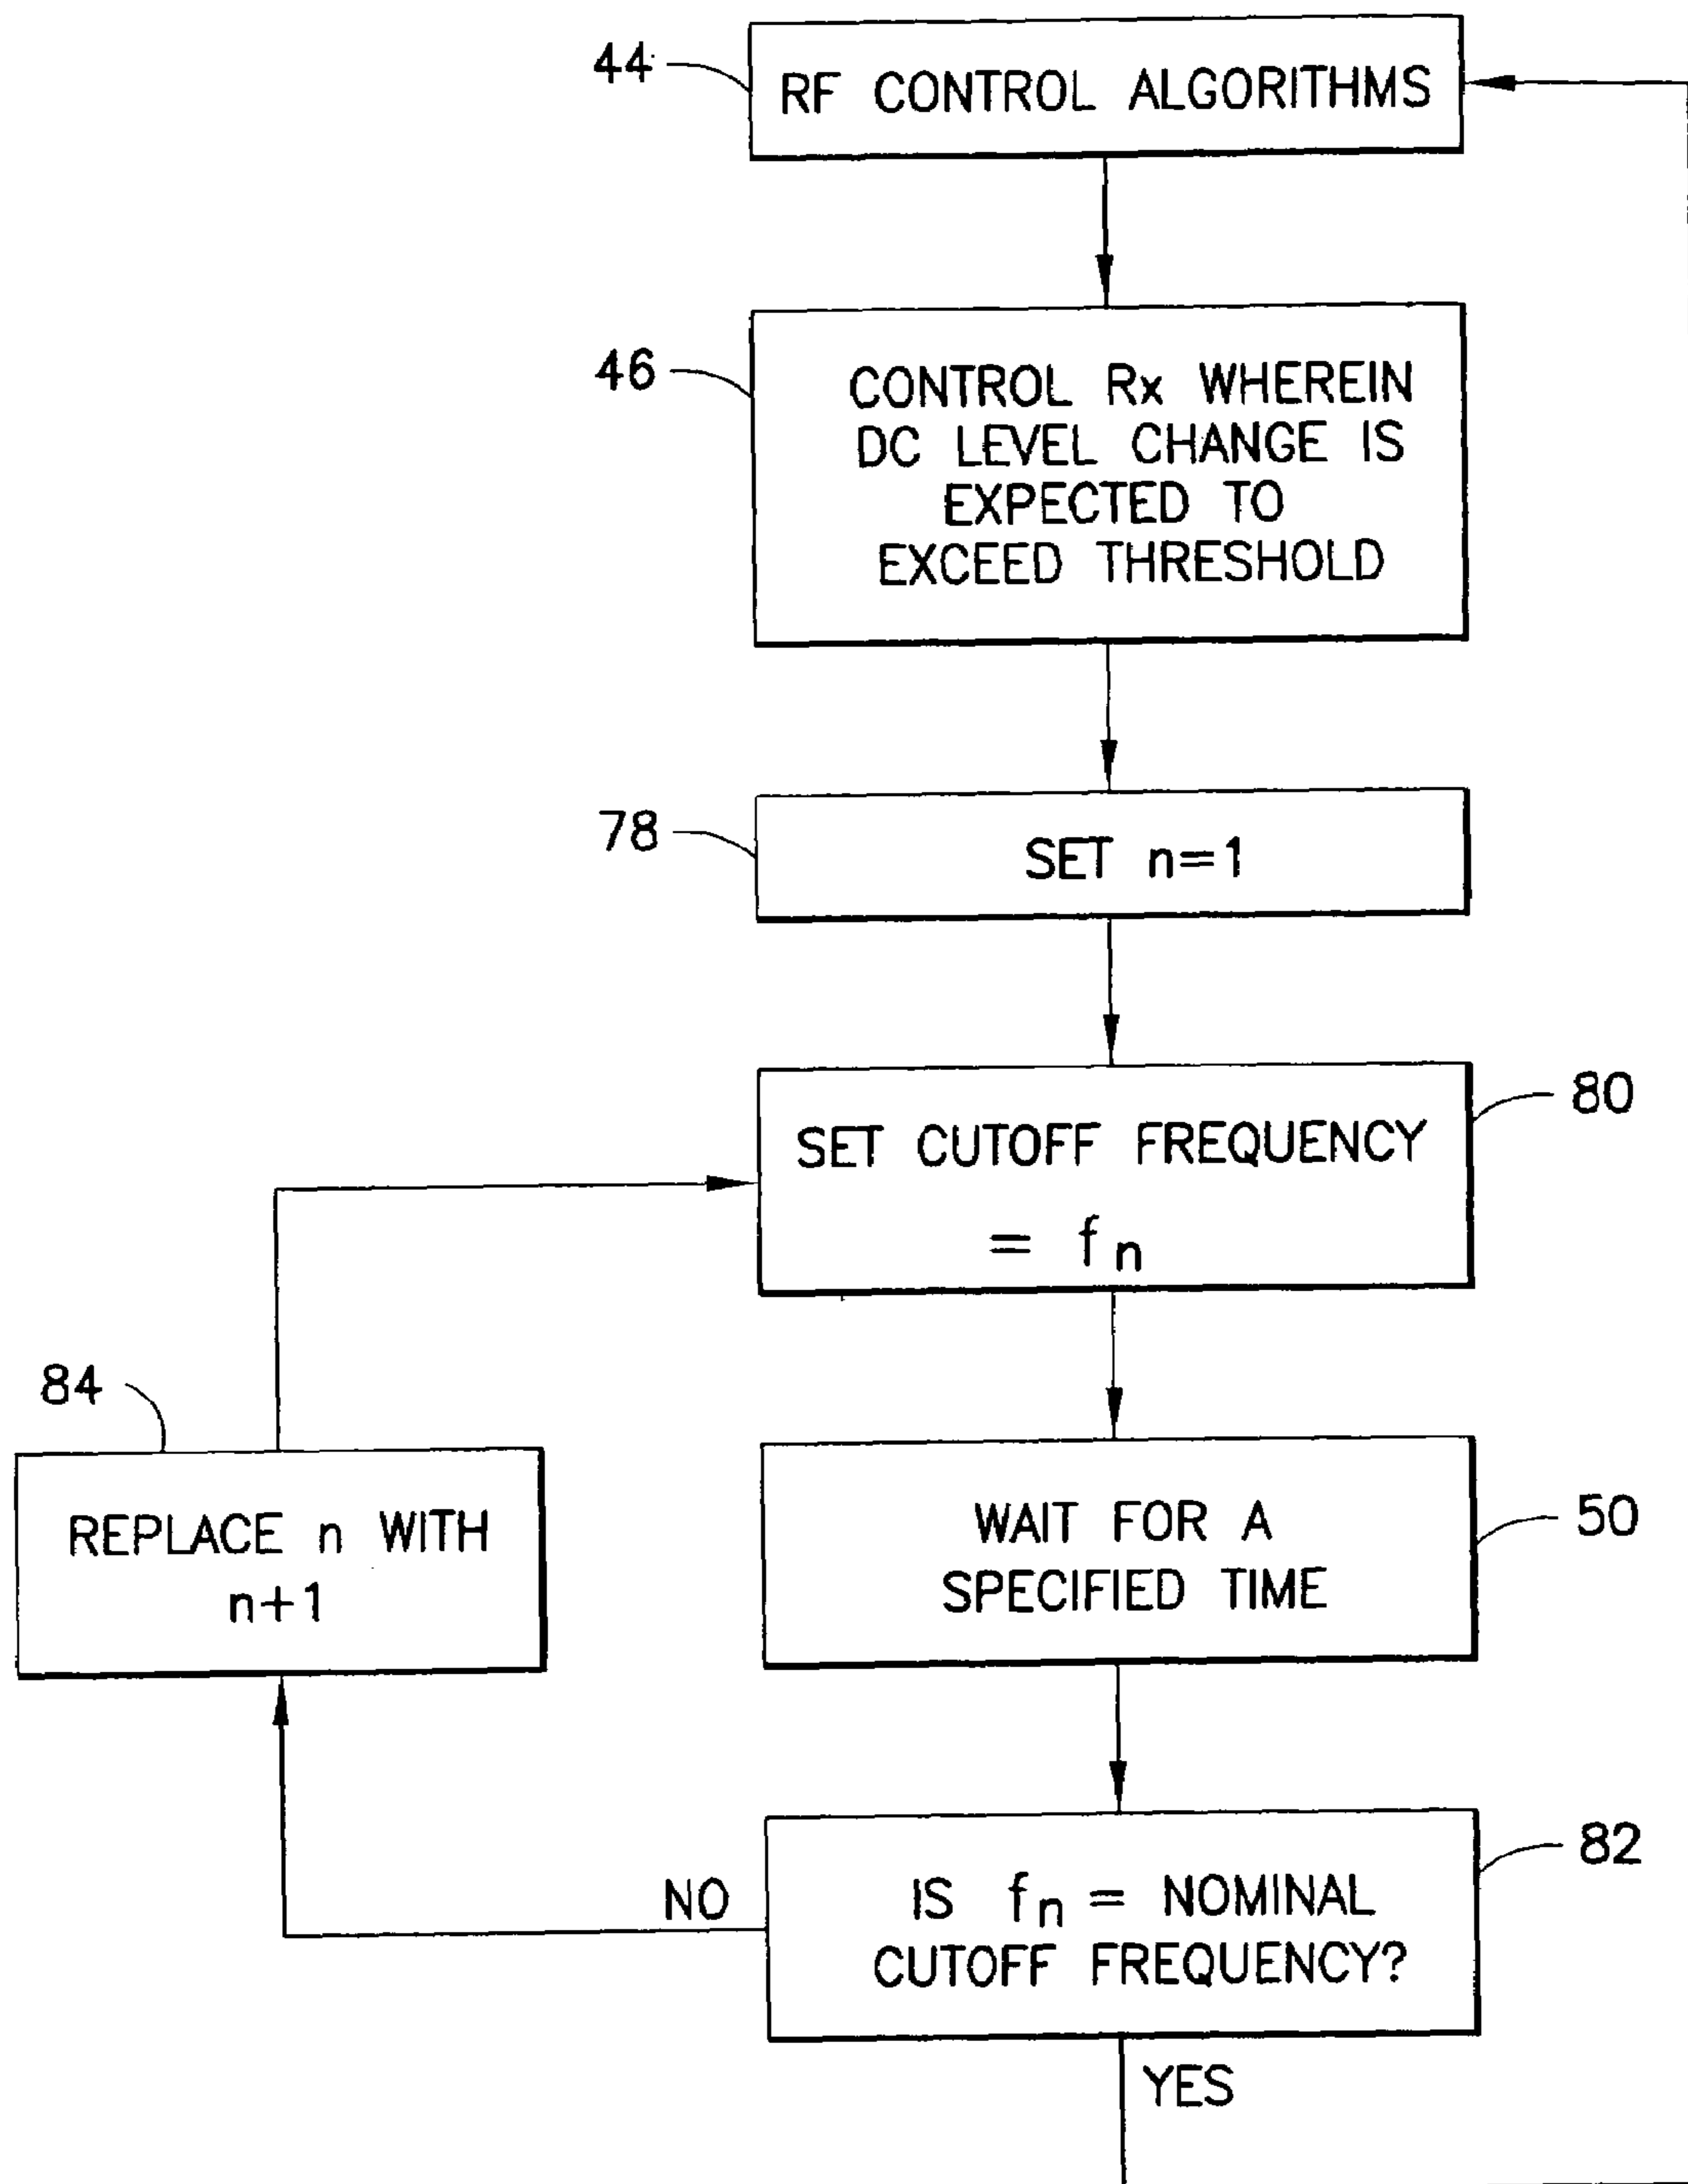 44
RF CONTROL ALGORITHMS
46
CONTROL Rx WHEREIN
DC LEVEL CHANGE IS
EXPECTED TO
EXCEED THRESHOLD
78
SET n=1
80
SET CUTOFF FREQUENCY
= fn
84
REPLACE n WITH
n+1
50
WAIT FOR A
SPECIFIED TIME
82
NO
IS fn = NOMINAL
CUTOFF FREQUENCY?
YES